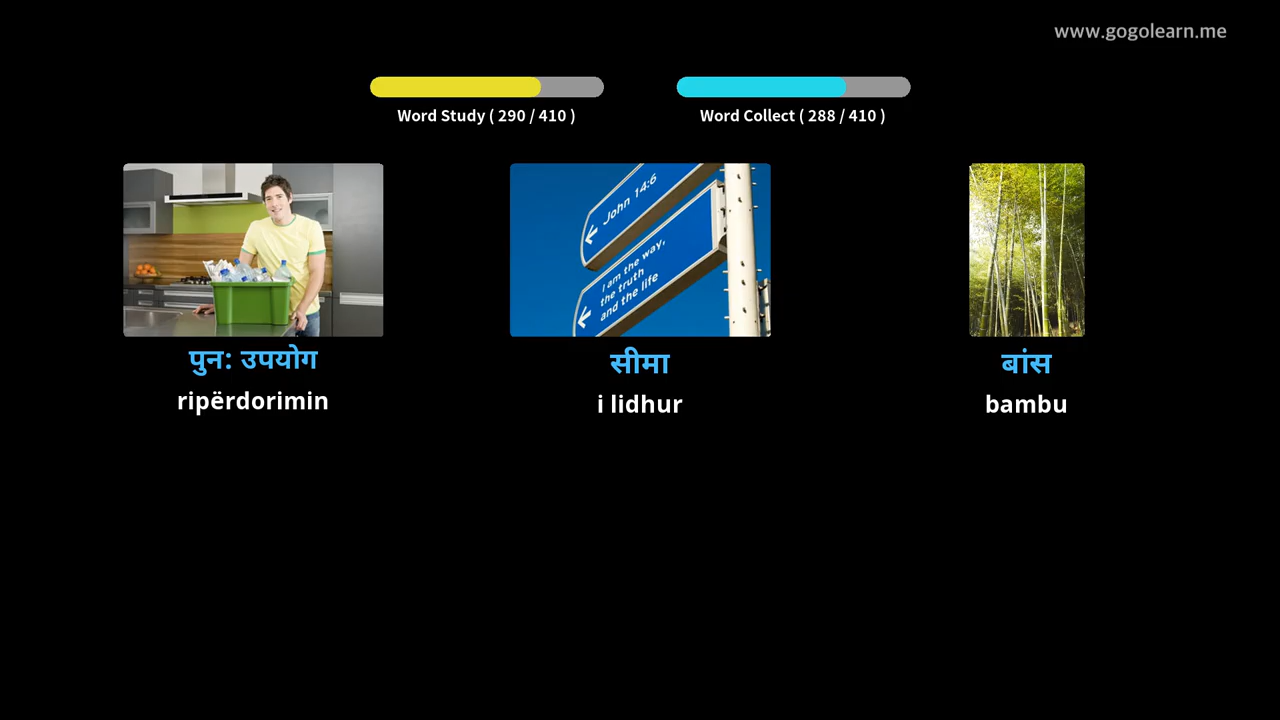 www.gogolearn.me
Word Study ( 290 / 410 )
Word Collect ( 288 / 410 )
John 14:6
I am the way,
the truth
and the life
पुन: उपयोग
सीमा
बांस
ripërdorimin
i lidhur
bambu